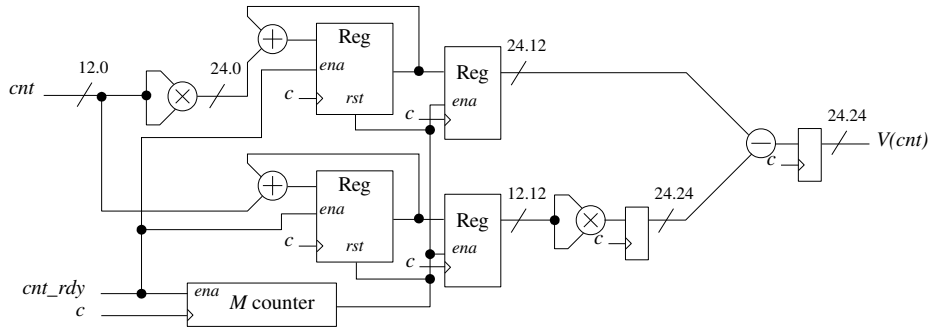 Reg
24.12
12.0
24.0
+
ena
Reg
cnt
×
c
rst
ena
c
24.24
−
V(cnt)
c
Reg
12.12
24.24
+
ena
Reg
×
c
rst
ena
c
c
cnt_rdy
ena
M counter
c